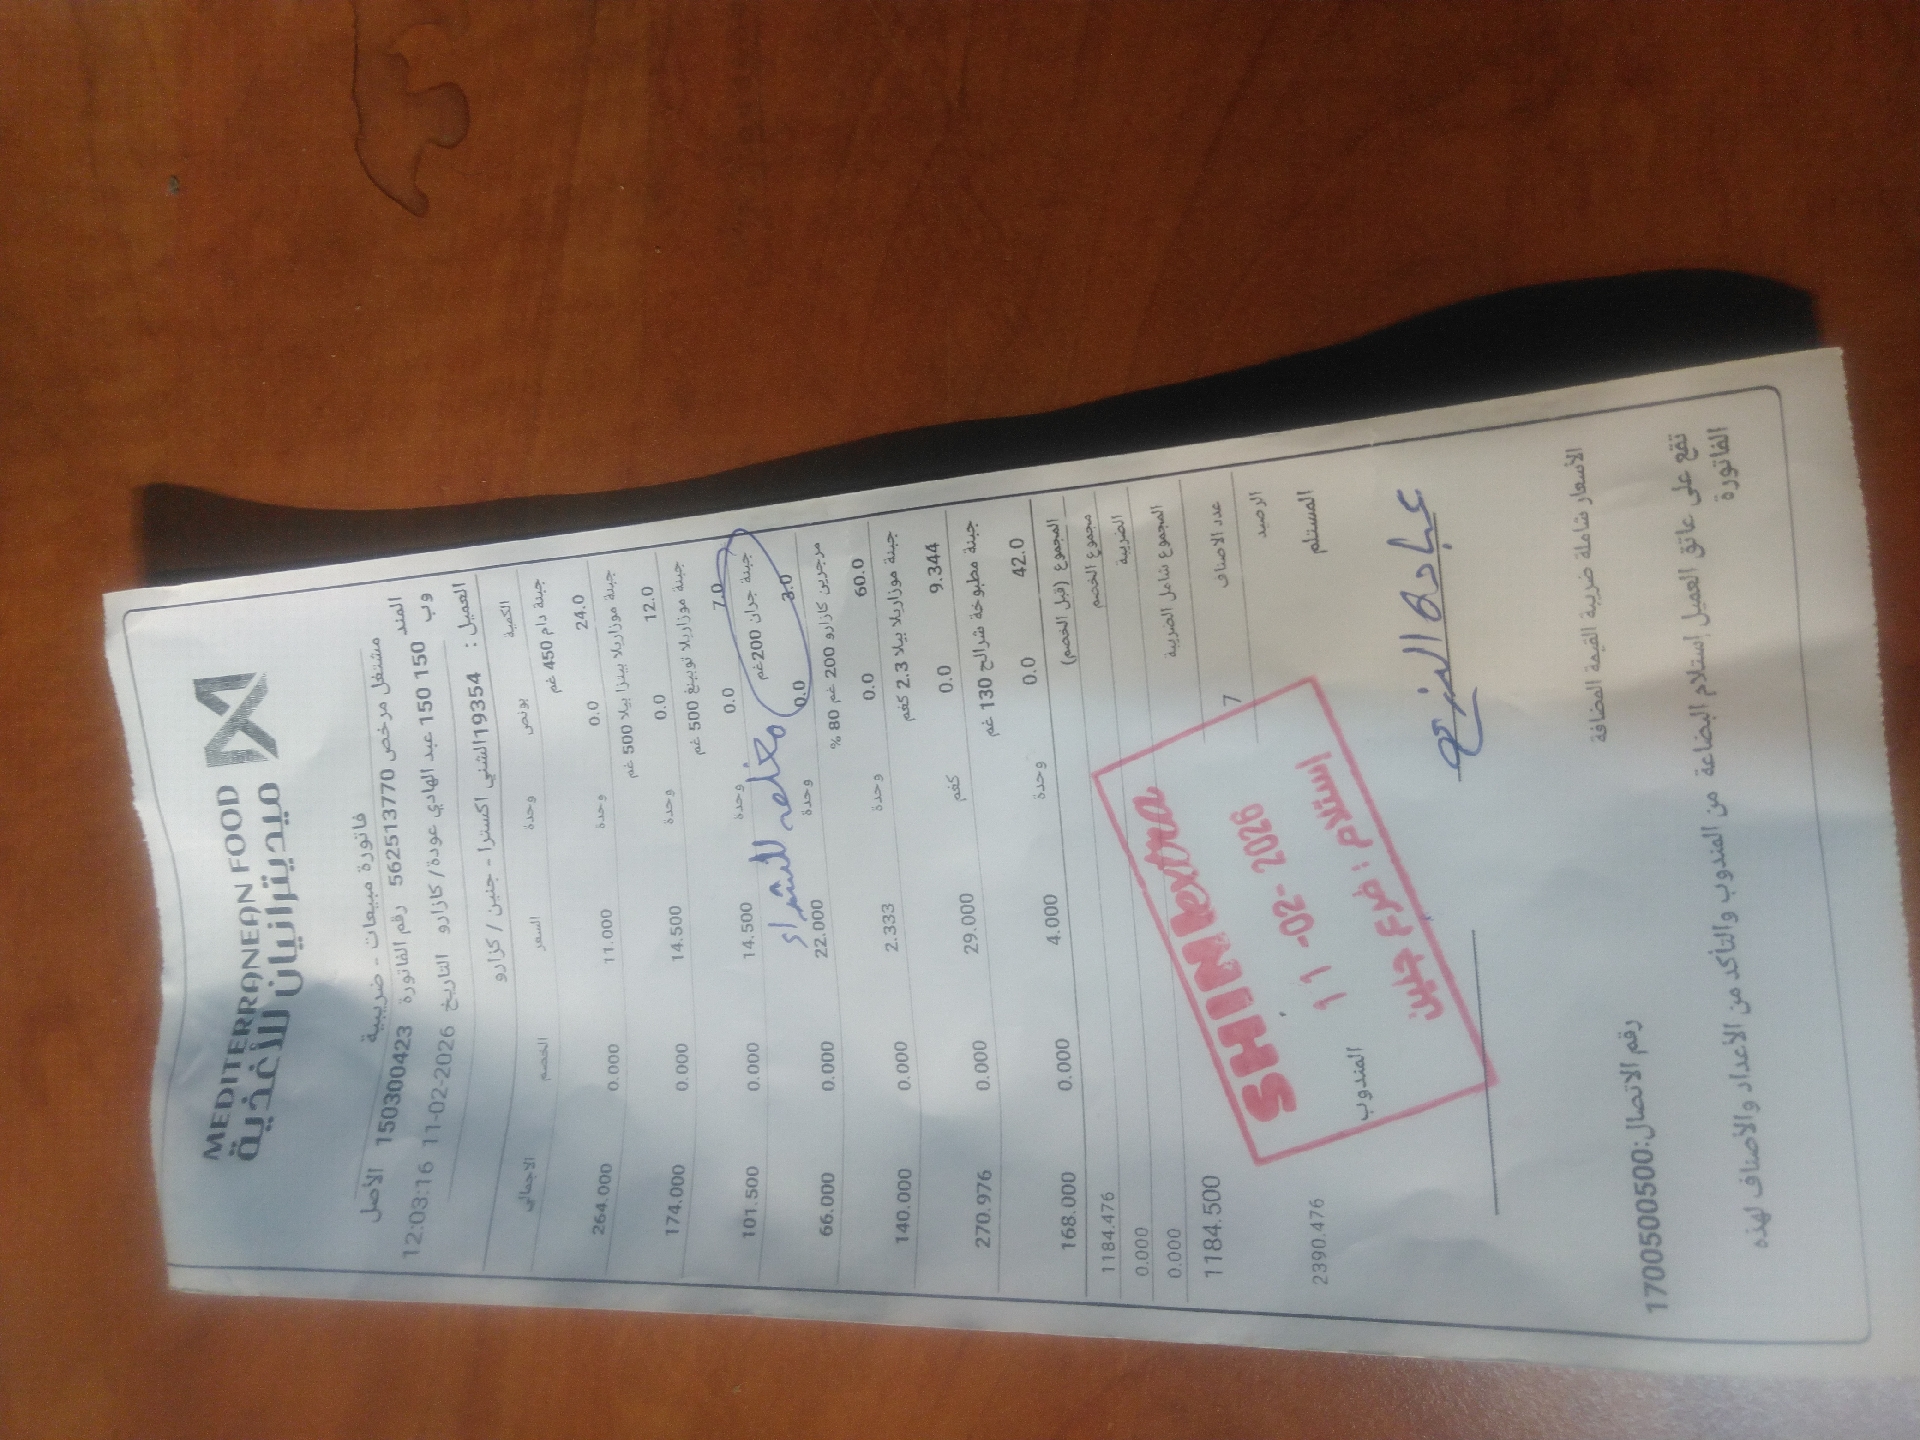 MEDITERRANEAN FOOD
ميديترانيان للأغذية
فاتورة مبيعات - ضريبية
مشتغل مرخص 562513770 رقم الفاتورة 150300423 الأصل
المندوب 150 150 عبد الهادي عودة / كازارو التاريخ 11-02-2026 12:03:16
العميل : 19354الشني اكسترا - جنين / كزارو
الكمية بونص وحدة السعر الخصم الاجمالي
جبنة دام 450 غم
24.0 0.0 وحدة 11.000 0.000 264.000
جبنة موزاريلا بيتزا بيلا 500 غم
12.0 0.0 وحدة 14.500 0.000 174.000
جبنة موزاريلا توبينغ 500 غم
7.0 0.0 وحدة 14.500 0.000 101.500
جبنة جران 200غم
3.0 0.0 وحدة 22.000 0.000 66.000
للشراء
مرجرين كازارو 200 غم 80 %
60.0 0.0 وحدة 2.333 0.000 140.000
جبنة موزاريلا بيلا 2.3 كغم
9.344 0.0 كغم 29.000 0.000 270.976
جبنة مطبوخة شرائح 130 غم
42.0 0.0 وحدة 4.000 0.000 168.000
المجموع (قبل الخصم) 1184.476
مجموع الخصم 0.000
الضريبة 0.000
المجموع شامل الضريبة 1184.500
عدد الاصناف 7
الارصيد 2390.476
المستلم المندوب
SHINI extra
11 -02- 2026
إستلام : فرع جنين
عبادة
الأسعار شاملة ضريبة القيمة المضافة
رقم الاتصال:1700500500
تقع على عاتق العميل إستلام البضاعة من المندوب والتأكد من الأعداد والأصناف لهذه
الفاتورة